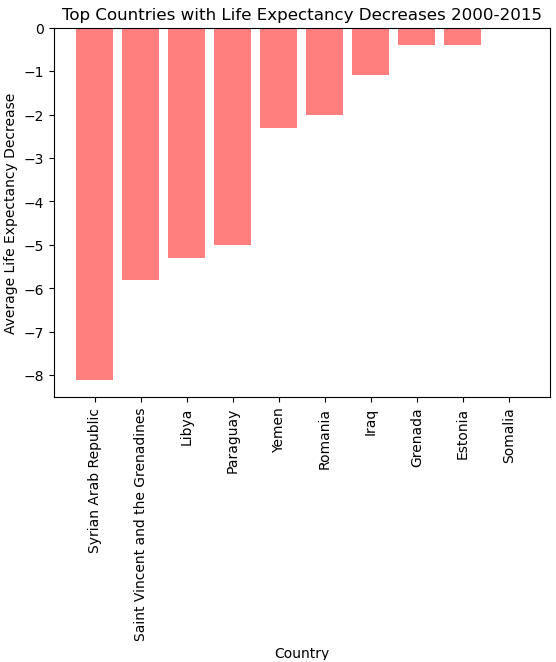 Top Countries with Life Expectancy Decreases 2000-2015
Average Life Expectancy Decrease
0
−1
−2
−3
−4
−5
−6
−7
−8
Syrian Arab Republic
Saint Vincent and the Grenadines
Libya
Paraguay
Yemen
Romania
Iraq
Grenada
Estonia
Somalia
Country